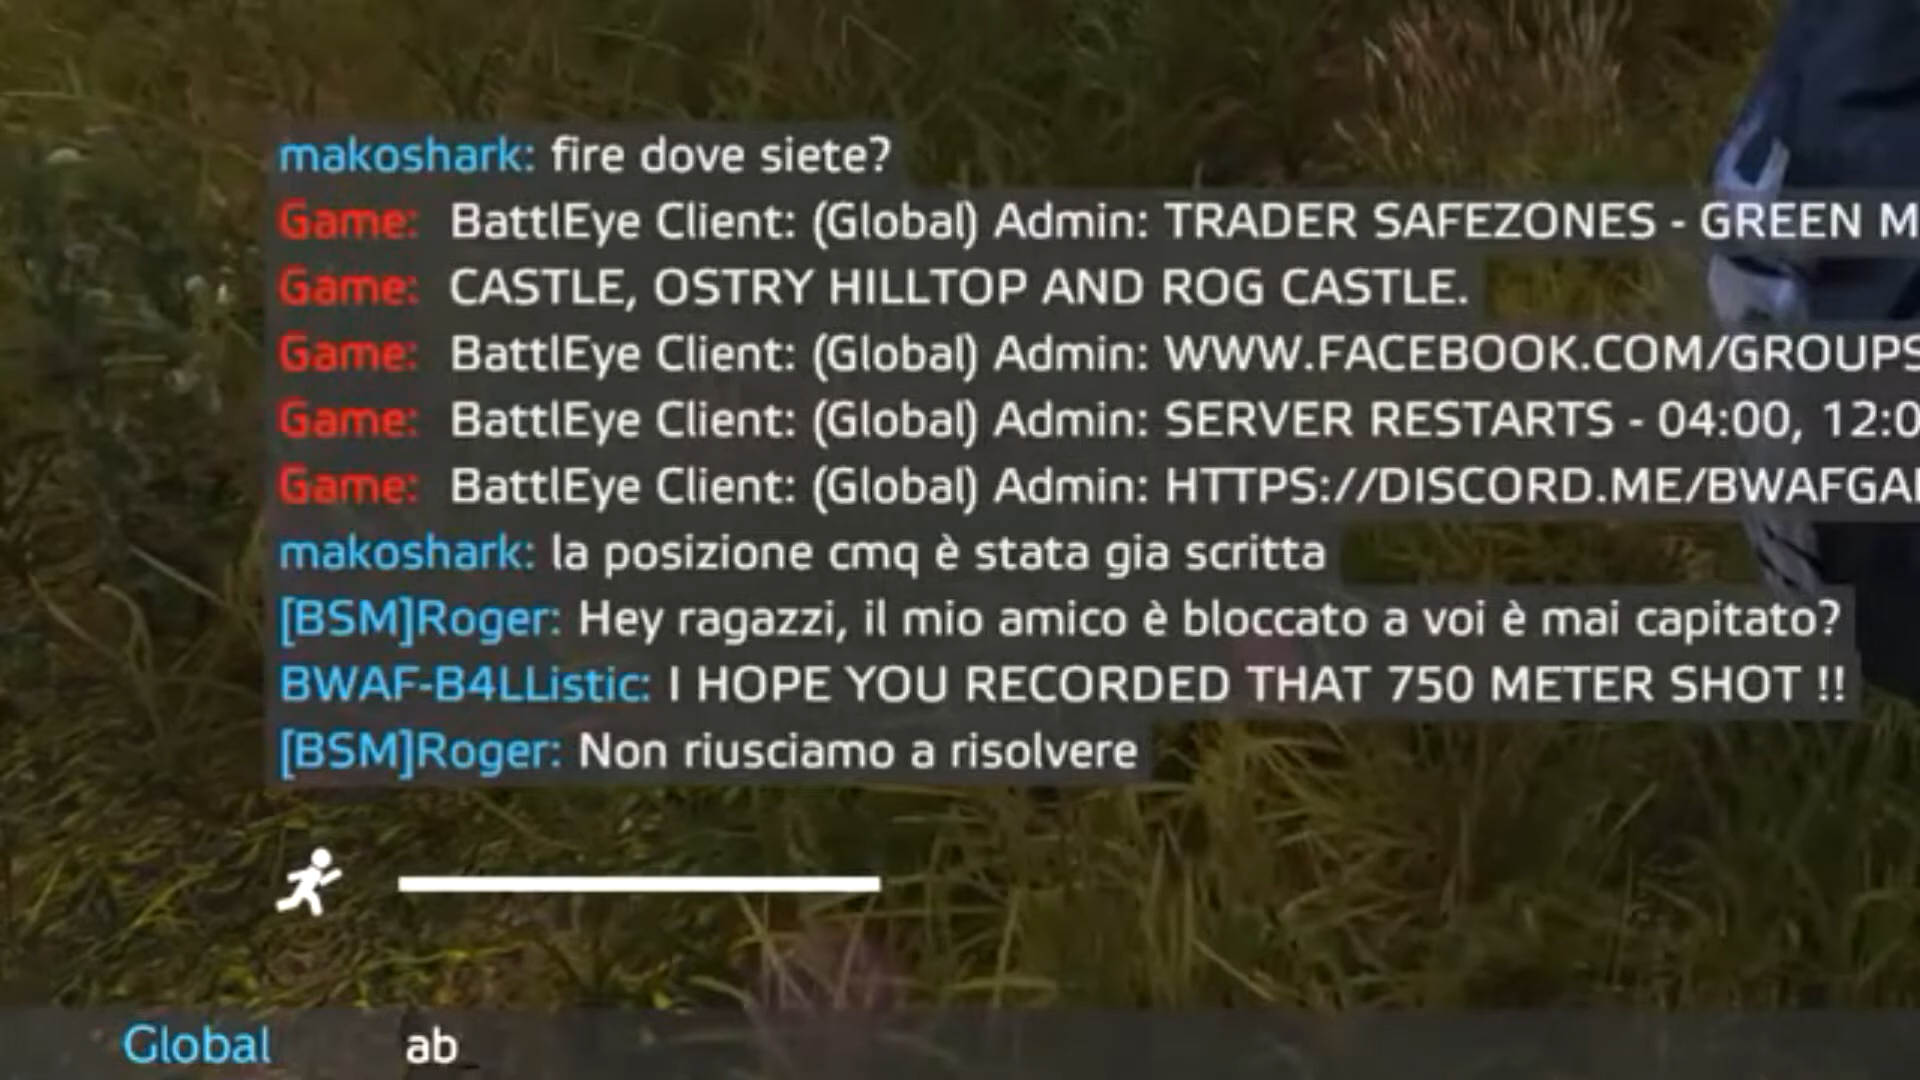 makoshark: fire dove siete?
Game: BattlEye Client: (Global) Admin: TRADER SAFEZONES - GREEN M
Game: CASTLE, OSTRY HILLTOP AND ROG CASTLE.
Game: BattlEye Client: (Global) Admin: WWW.FACEBOOK.COM/GROUPS
Game: BattlEye Client: (Global) Admin: SERVER RESTARTS - 04:00, 12:0
Game: BattlEye Client: (Global) Admin: HTTPS://DISCORD.ME/BWAFGA
makoshark: la posizione cmq è stata gia scritta
[BSM]Roger: Hey ragazzi, il mio amico è bloccato a voi è mai capitato?
BWAF-B4LListic: I HOPE YOU RECORDED THAT 750 METER SHOT !!
[BSM]Roger: Non riusciamo a risolvere
Global ab_